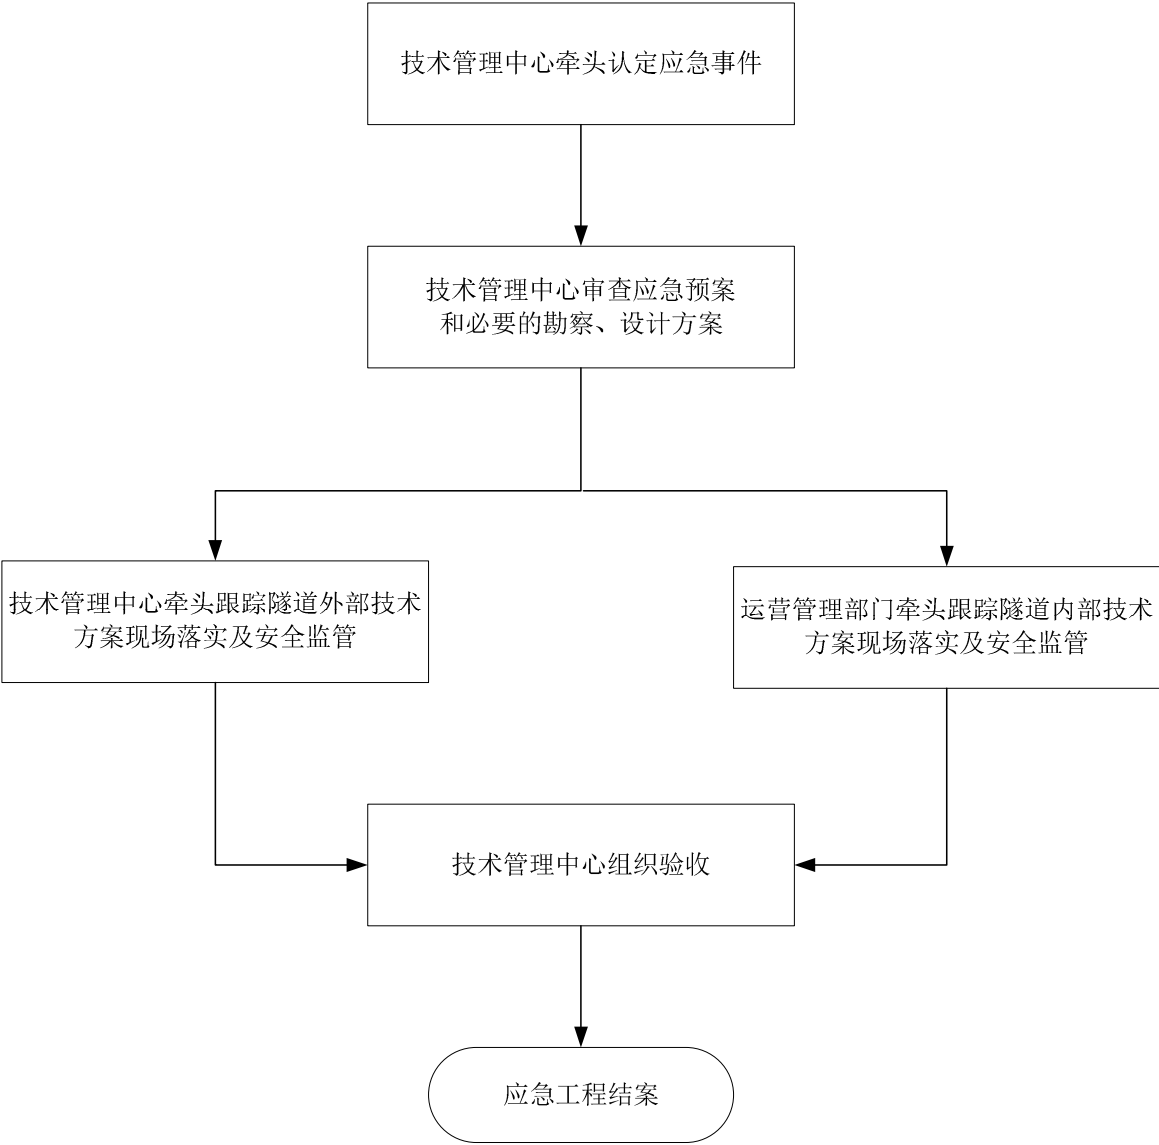 技术管理中心牵头认定应急事件
技术管理中心审查应急预案
和必要的勘察、设计方案
技术管理中心牵头跟踪隧道外部技术
方案现场落实及安全监管
运营管理部门牵头跟踪隧道内部技术
方案现场落实及安全监管
技术管理中心组织验收
应急工程结案